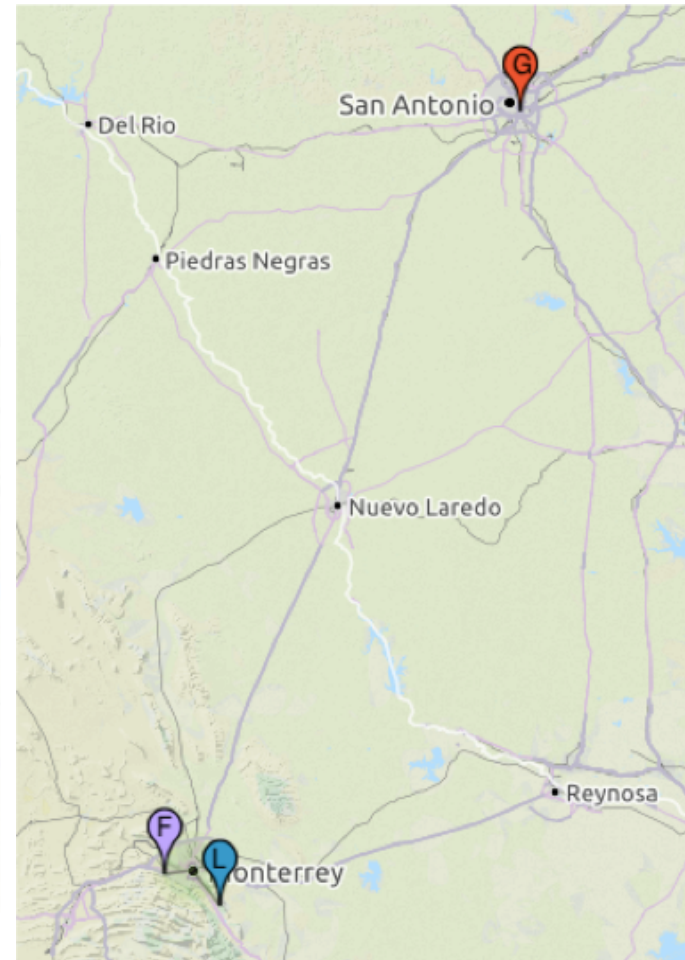 G
San Antonio
Del Rio
Piedras Negras
Nuevo Laredo
Reynosa
F
L
onterrey